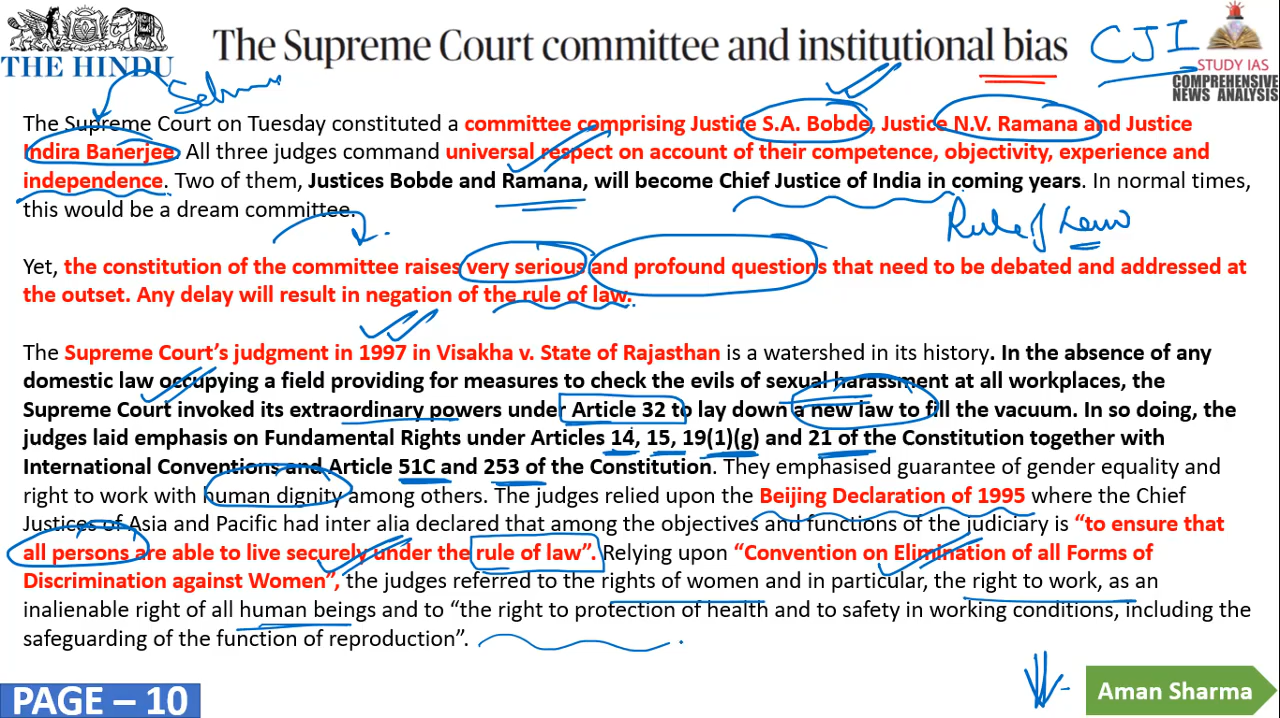 The Supreme Court committee and institutional bias
CJI
THE HINDU
STUDY IAS
COMPREHENSIVE
NEWS ANALYSIS
The Supreme Court on Tuesday constituted a committee comprising Justice S.A. Bobde, Justice N.V. Ramana and Justice
Indira Banerjee. All three judges command universal respect on account of their competence, objectivity, experience and
independence. Two of them, Justices Bobde and Ramana, will become Chief Justice of India in coming years. In normal times,
this would be a dream committee.
Rule of Law
Yet, the constitution of the committee raises very serious and profound questions that need to be debated and addressed at
the outset. Any delay will result in negation of the rule of law.
The Supreme Court's judgment in 1997 in Visakha v. State of Rajasthan is a watershed in its history. In the absence of any
domestic law occupying a field providing for measures to check the evils of sexual harassment at all workplaces, the
Supreme Court invoked its extraordinary powers under Article 32 to lay down a new law to fill the vacuum. In so doing, the
judges laid emphasis on Fundamental Rights under Articles 14, 15, 19(1)(g) and 21 of the Constitution together with
International Conventions and Article 51C and 253 of the Constitution. They emphasised guarantee of gender equality and
right to work with human dignity among others. The judges relied upon the Beijing Declaration of 1995 where the Chief
Justices of Asia and Pacific had inter alia declared that among the objectives and functions of the judiciary is “to ensure that
all persons are able to live securely under the rule of law”. Relying upon “Convention on Elimination of all Forms of
Discrimination against Women”, the judges referred to the rights of women and in particular, the right to work, as an
inalienable right of all human beings and to “the right to protection of health and to safety in working conditions, including the
safeguarding of the function of reproduction”.
PAGE – 10
Aman Sharma